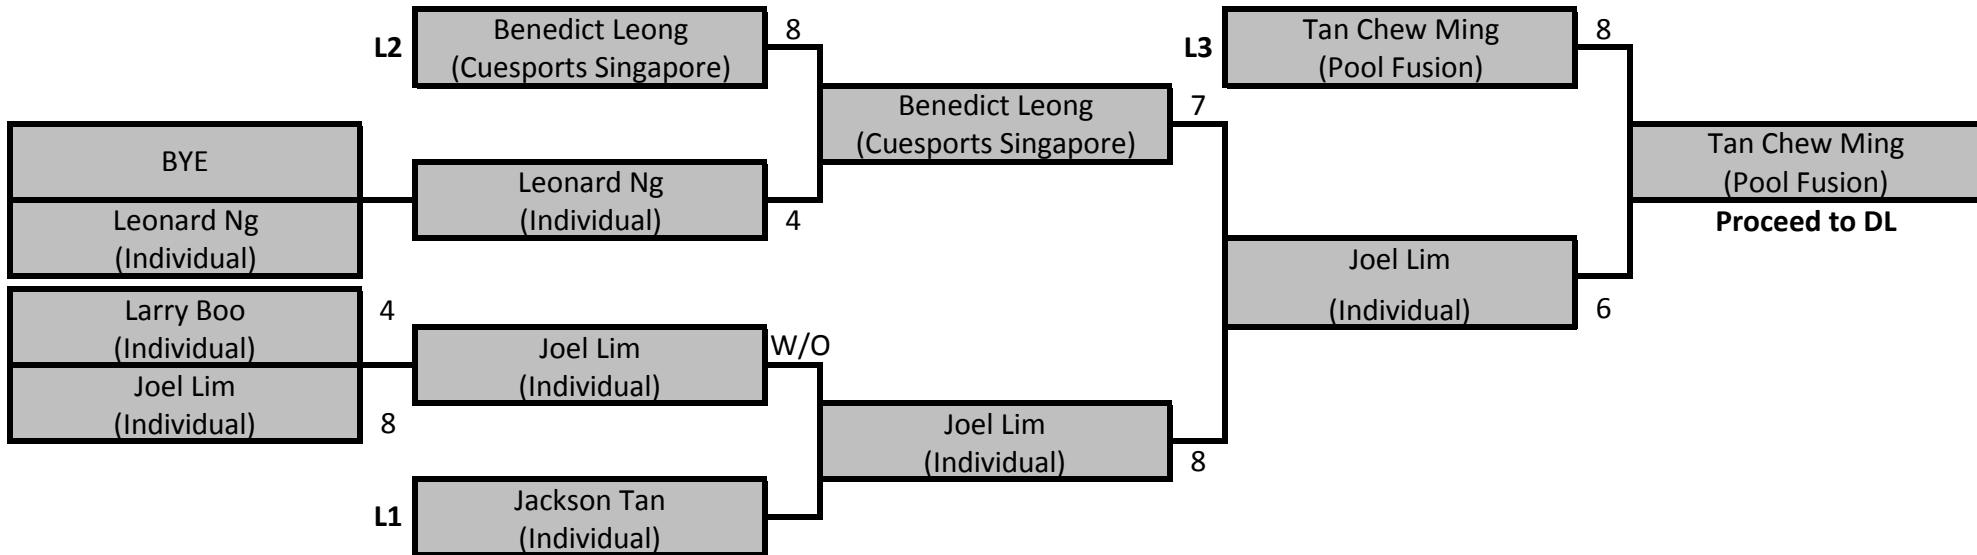 L2
Benedict Leong
(Cuesports Singapore)
8
L3
Tan Chew Ming
(Pool Fusion)
8
Benedict Leong
(Cuesports Singapore)
7
BYE
Leonard Ng
(Individual)
Leonard Ng
(Individual)
4
Tan Chew Ming
(Pool Fusion)
Proceed to DL
Larry Boo
(Individual)
4
Joel Lim
(Individual)
8
Joel Lim
(Individual)
W/O
Joel Lim
(Individual)
6
Joel Lim
(Individual)
8
L1
Jackson Tan
(Individual)